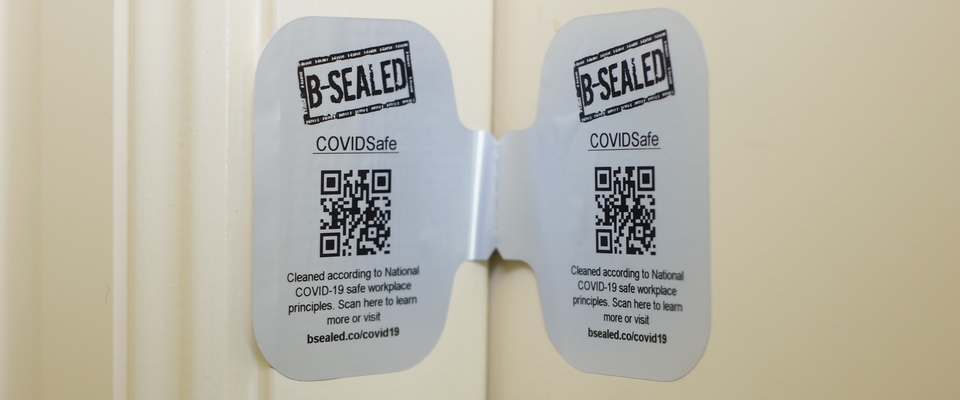 B-SEALED
COVIDSafe
Cleaned according to National
COVID-19 safe workplace
principles. Scan here to learn
more or visit
bsealed.co/covid19
B-SEALED
COVIDSafe
Cleaned according to National
COVID-19 safe workplace
principles. Scan here to learn
more or visit
bsealed.co/covid19